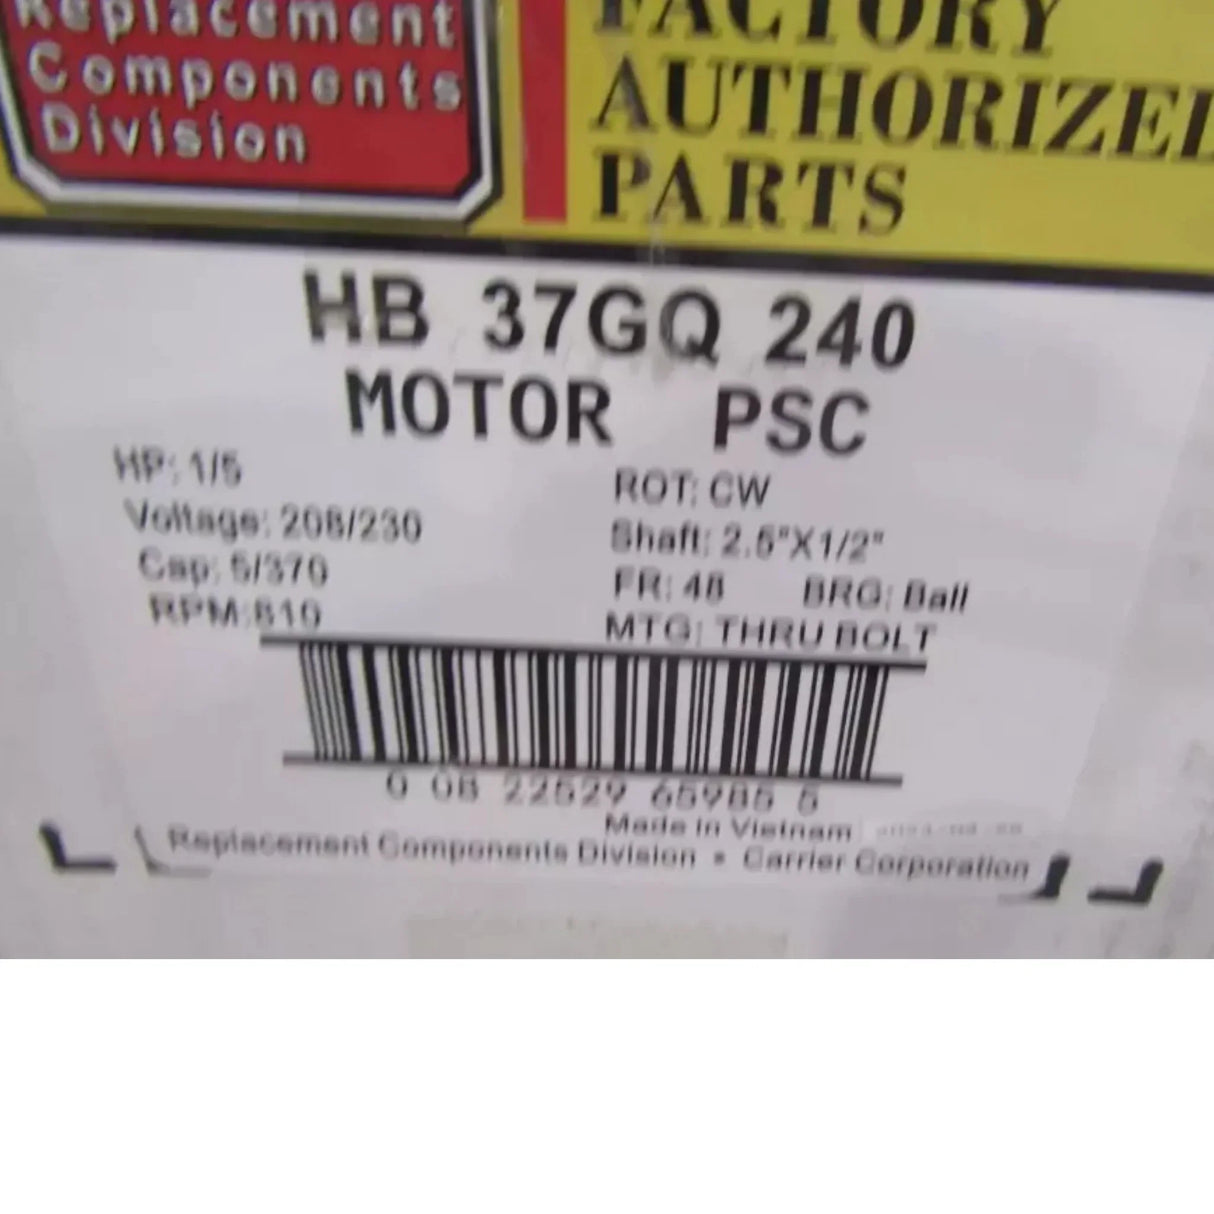 Replacement
Components
Division
FACTORY
AUTHORIZED
PARTS
HB 37GQ 240
MOTOR PSC
HP: 1/5
Voltage: 208/230
Cap: 5/370
RPM:810
ROT: CW
Shaft: 2.5"X1/2"
FR: 48 BRG: Ball
MTG: THRU BOLT
0 08 22529 65985 5
Made in Vietnam
Replacement Components Division • Carrier Corporation